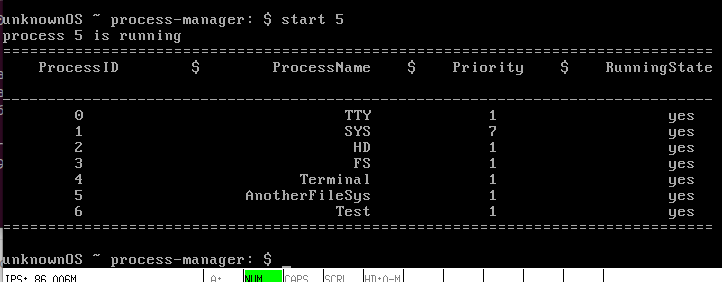 unknownOS ~ process-manager: $ start 5
process 5 is running
==========================================================================================
ProcessID $ ProcessName $ Priority $ RunningState
------------------------------------------------------------------------------------------
0 TTY 1 yes
1 SYS 7 yes
2 HD 1 yes
3 FS 1 yes
4 Terminal 1 yes
5 AnotherFileSys 1 yes
6 Test 1 yes
==========================================================================================
unknownOS ~ process-manager: $ _
IPS: 86.006M A: NUM CAPS SCRL HD:0-M